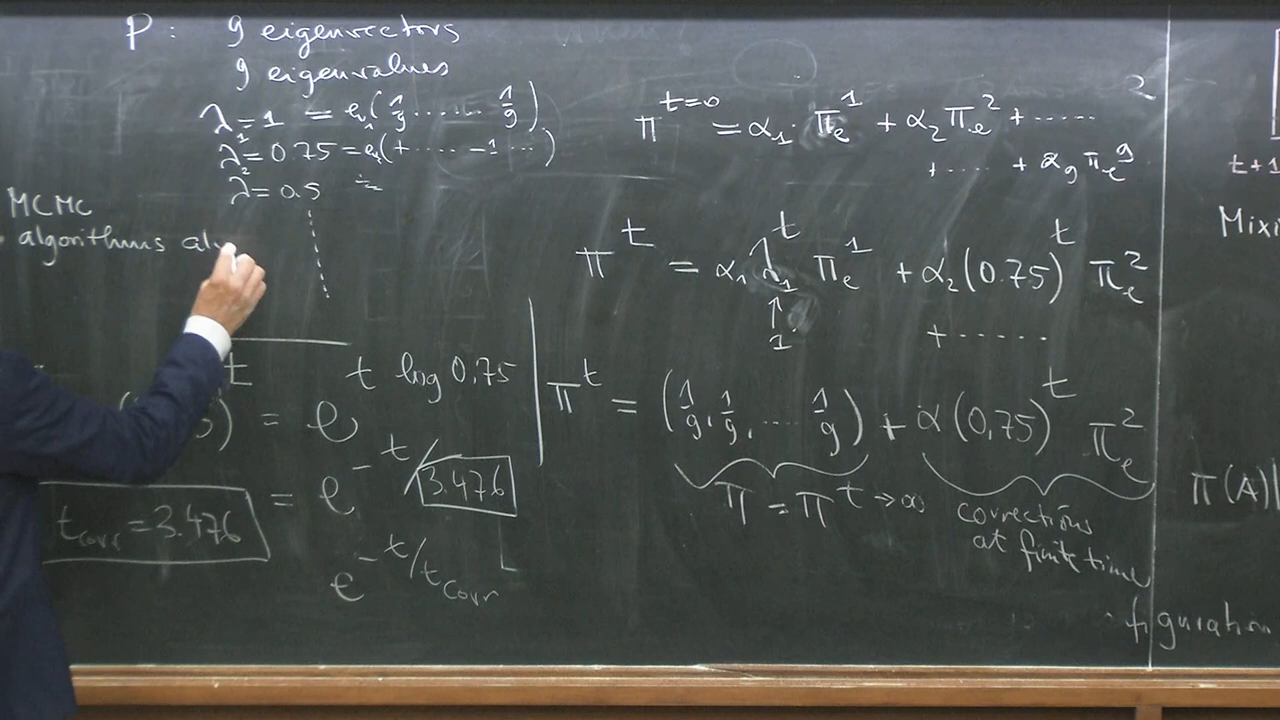 P : 9 eigenvectors
9 eigenvalues
λ₁ = 1 = e₁(1/9 ...... 1/9)
λ₂ = 0.75 = e₂(+ ...... -1 ...)
λ = 0.5
MCMC
algorithms al
t t log 0.75
) = e
= e^{-t/3.476}
t_corr = 3.476
e^{-t/t_corr}
2
π^{t=0} = α₁ · π_e^1 + α₂ π_e^2 + ......
+ .... + α₉ π_e^9
π^t = α₁ λ₁^t π_e^1 + α₂ (0.75)^t π_e^2
↑
1
+ ......
π^t = (1/9, 1/9, ... 1/9) + α (0,75)^t π_e^2
π = π^{t→∞}
corrections
at finite time
t+1
Mixi
π(A)
figuration